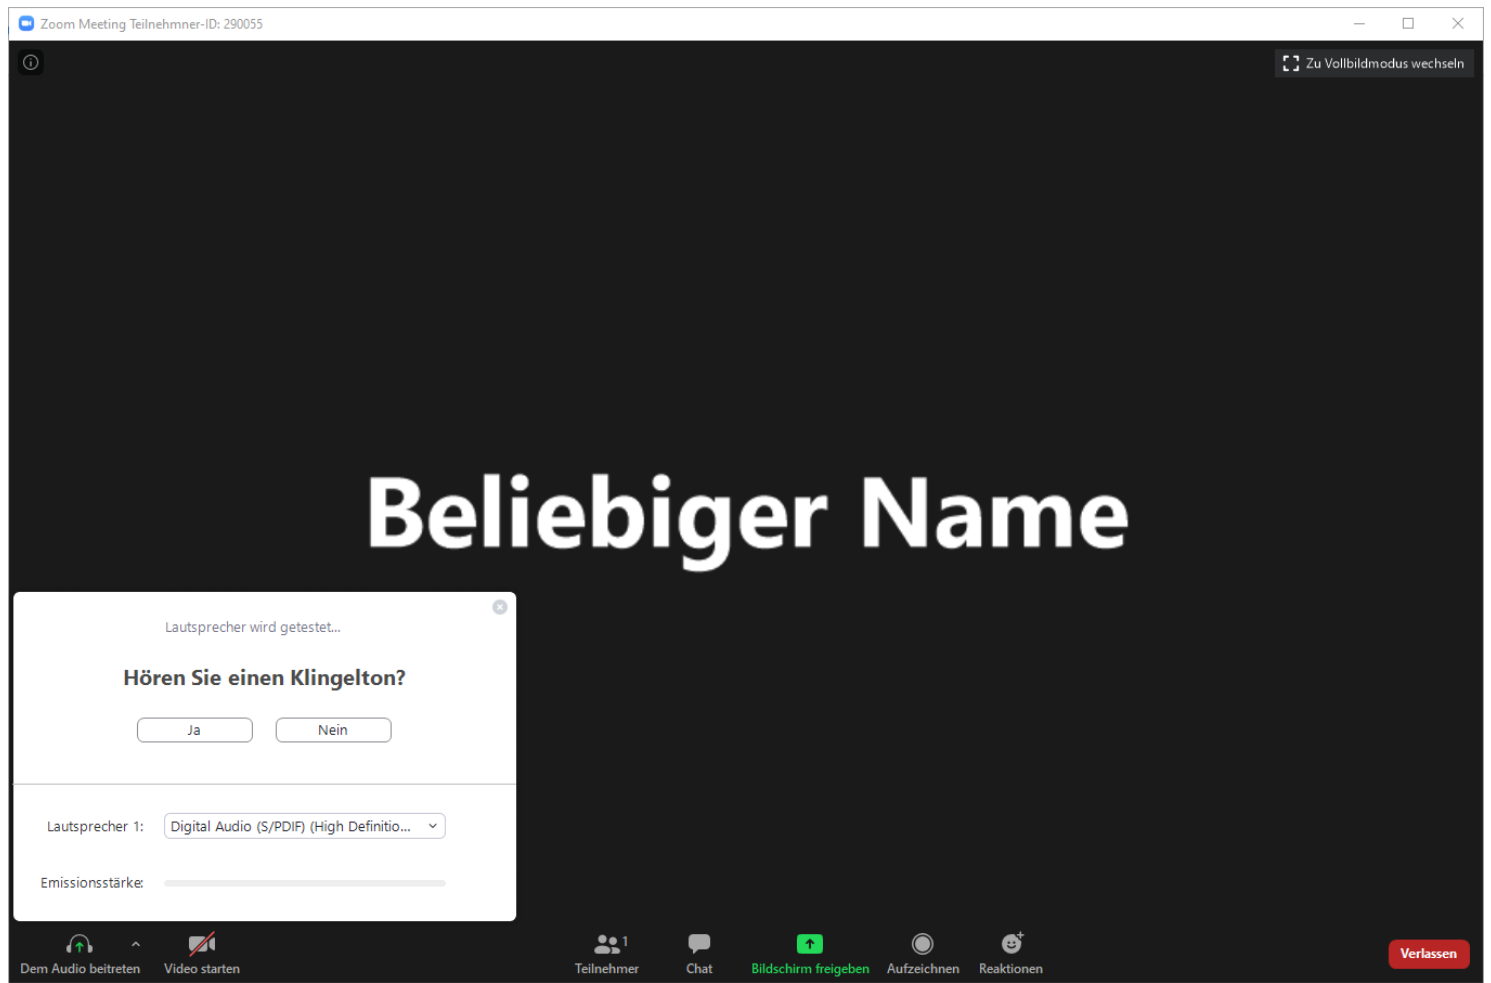 Zoom Meeting Teilnehmner-ID: 290055
Zu Vollbildmodus wechseln
Beliebiger Name
Lautsprecher wird getestet...
Hören Sie einen Klingelton?
Ja Nein
Lautsprecher 1: Digital Audio (S/PDIF) (High Definitio...
Emissionsstärke:
1
Dem Audio beitreten Video starten Teilnehmer Chat Bildschirm freigeben Aufzeichnen Reaktionen Verlassen